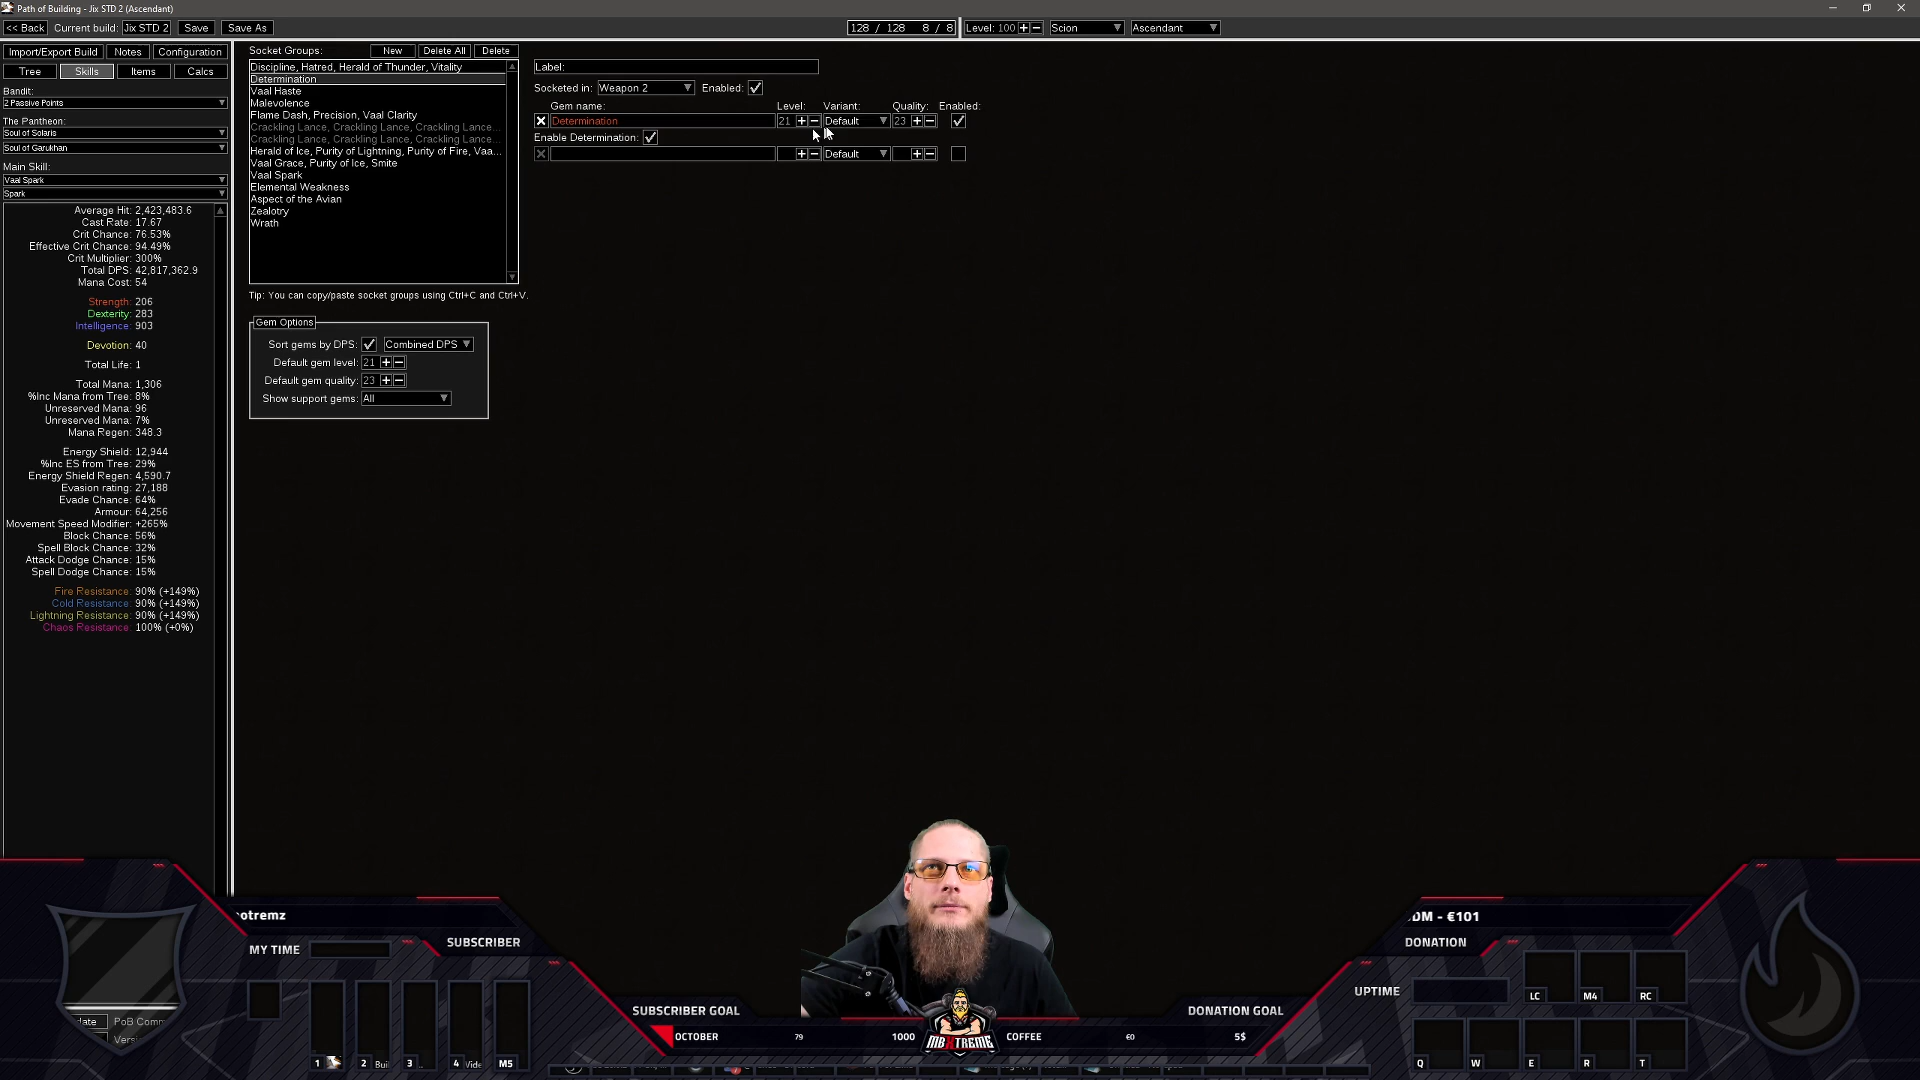 Path of Building - Jix STD 2 (Ascendant)
<< Back Current build: Jix STD 2 Save Save As 128 / 128 8 / 8 Level: 100 + − Scion Ascendant
Import/Export Build Notes Configuration
Tree Skills Items Calcs
Bandit:
2 Passive Points
The Pantheon:
Soul of Solaris
Soul of Garukhan
Main Skill:
Vaal Spark
Spark
Average Hit: 2,423,483.6
Cast Rate: 17.67
Crit Chance: 76.53%
Effective Crit Chance: 94.49%
Crit Multiplier: 300%
Total DPS: 42,817,362.9
Mana Cost: 54
Strength: 206
Dexterity: 283
Intelligence: 903
Devotion: 40
Total Life: 1
Total Mana: 1,306
%Inc Mana from Tree: 8%
Unreserved Mana: 96
Unreserved Mana: 7%
Mana Regen: 348.3
Energy Shield: 12,944
%Inc ES from Tree: 29%
Energy Shield Regen: 4,590.7
Evasion rating: 27,188
Evade Chance: 64%
Armour: 64,256
Movement Speed Modifier: +265%
Block Chance: 56%
Spell Block Chance: 32%
Attack Dodge Chance: 15%
Spell Dodge Chance: 15%
Fire Resistance: 90% (+149%)
Cold Resistance: 90% (+149%)
Lightning Resistance: 90% (+149%)
Chaos Resistance: 100% (+0%)
Socket Groups: New Delete All Delete
Discipline, Hatred, Herald of Thunder, Vitality
Determination
Vaal Haste
Malevolence
Flame Dash, Precision, Vaal Clarity
Crackling Lance, Crackling Lance, Crackling Lance...
Crackling Lance, Crackling Lance, Crackling Lance...
Herald of Ice, Purity of Lightning, Purity of Fire, Vaa...
Vaal Grace, Purity of Ice, Smite
Vaal Spark
Elemental Weakness
Aspect of the Avian
Zealotry
Wrath
Tip: You can copy/paste socket groups using Ctrl+C and Ctrl+V.
Gem Options
Sort gems by DPS: Combined DPS
Default gem level: 21 + −
Default gem quality: 23 + −
Show support gems: All
Label:
Socketed in: Weapon 2 Enabled:
Gem name: Level: Variant: Quality: Enabled:
Determination 21 + − Default 23 + −
Enable Determination:
+ − Default + −
otremz
MY TIME SUBSCRIBER
SUBSCRIBER GOAL
OCTOBER 79 1000
MBXTREME
DONATION GOAL
COFFEE €0 5$
DM - €101
DONATION
UPTIME
LC M4 RC
Q W E R T
1 2 Bui 3 4 Vide M5
date PoB Comm
Versi